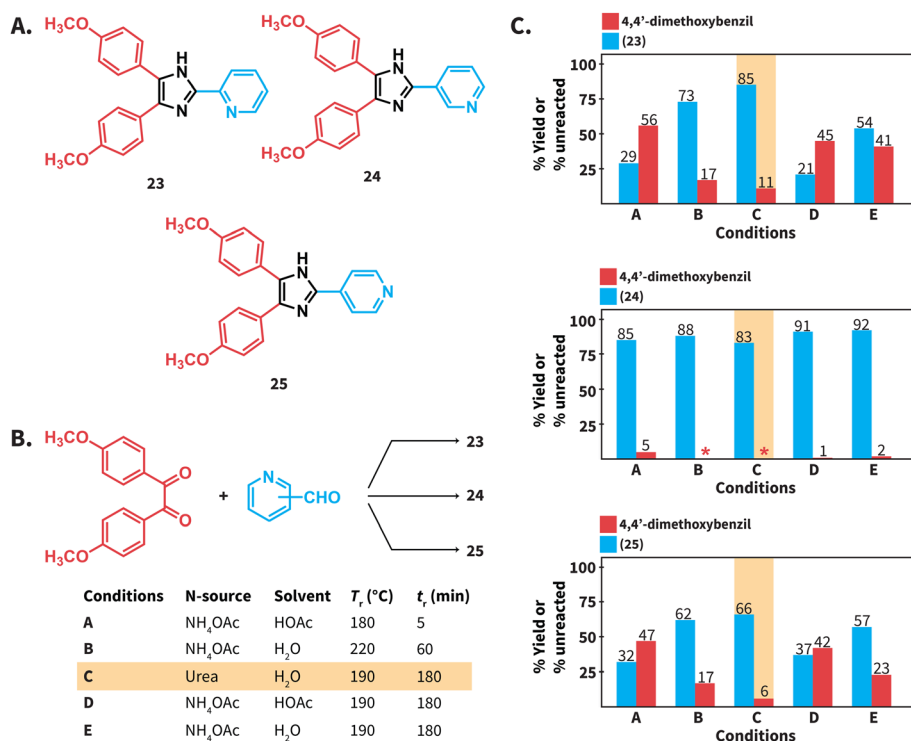 A.
H₃CO
H₃CO
NH
N
N
23
H₃CO
H₃CO
NH
N
N
24
H₃CO
H₃CO
NH
N
N
25
B.
H₃CO
H₃CO
O
O
+
N
CHO
23
24
25
Conditions N-source Solvent Tᵣ (°C) tᵣ (min)
A NH₄OAc HOAc 180 5
B NH₄OAc H₂O 220 60
C Urea H₂O 190 180
D NH₄OAc HOAc 190 180
E NH₄OAc H₂O 190 180
C.
4,4'-dimethoxybenzil
(23)
% Yield or
% unreacted
100
75
50
25
29 56 73 17 85 11 21 45 54 41
A B C D E
Conditions
4,4'-dimethoxybenzil
(24)
% Yield or
% unreacted
100
75
50
25
85 5 88 * 83 * 91 1 92 2
A B C D E
Conditions
4,4'-dimethoxybenzil
(25)
% Yield or
% unreacted
100
75
50
25
32 47 62 17 66 6 37 42 57 23
A B C D E
Conditions